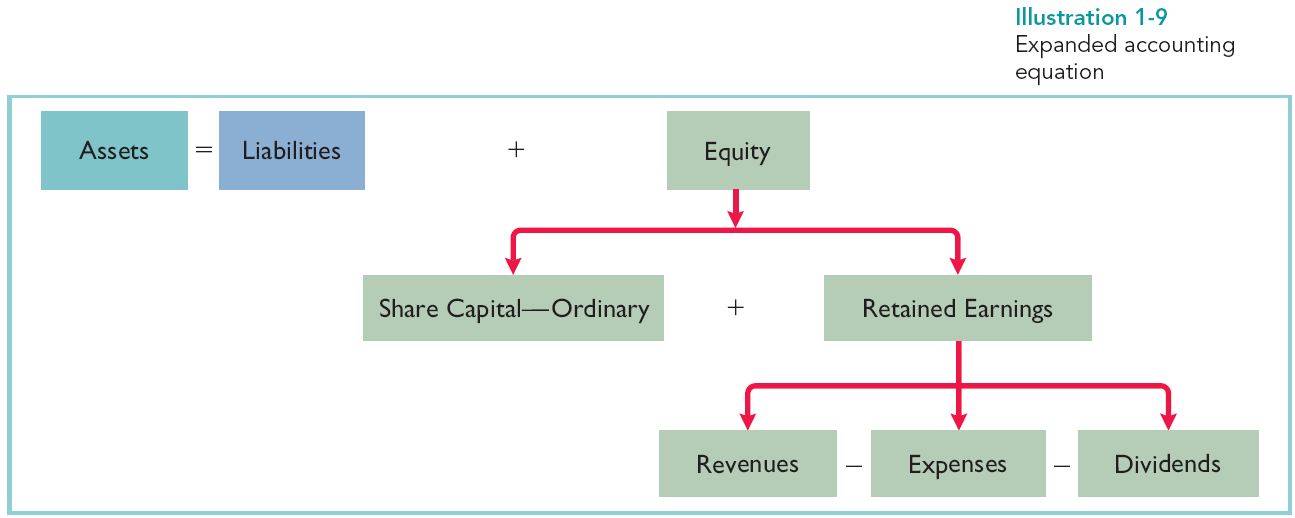 Illustration 1-9
Expanded accounting
equation
Assets = Liabilities + Equity
Share Capital—Ordinary + Retained Earnings
Revenues – Expenses – Dividends